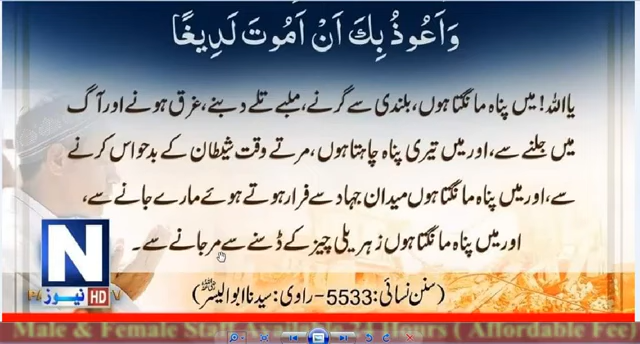 وَاَعُوْذُ بِكَ اَنْ اَمُوْتَ لَدِيْغًا
یا اللہ! میں پناہ مانگتا ہوں، بلندی سے گرنے، ملبے تلے دبنے، غرق ہونے اور آگ
میں جلنے سے، اور میں تیری پناہ چاہتا ہوں، مرتے وقت شیطان کے بدحواس کرنے
سے، اور میں پناہ مانگتا ہوں میدان جہاد سے فرار ہوتے ہوئے مارے جانے سے،
اور میں پناہ مانگتا ہوں زہریلی چیز کے ڈسنے سے مرجانے سے۔
(سنن نسائی: 5533- راوی: سیدنا ابوالیسرؓ)
N
نیوز HD
Male & Female Sta ours ( Affordable Fee)